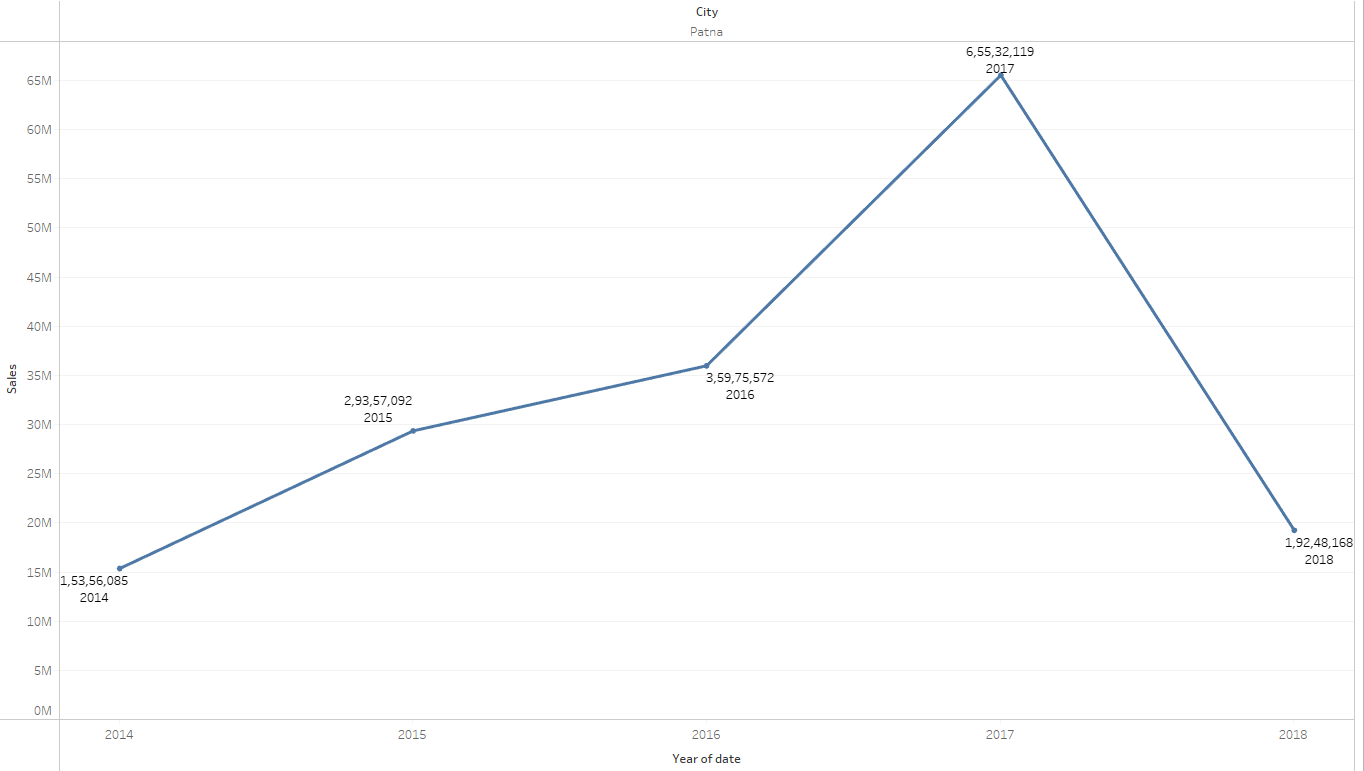 City
Patna
65M
60M
55M
50M
45M
40M
35M
30M
25M
20M
15M
10M
5M
0M
Sales
6,55,32,119
2017
3,59,75,572
2016
2,93,57,092
2015
1,92,48,168
2018
1,53,56,085
2014
2014
2015
2016
2017
2018
Year of date